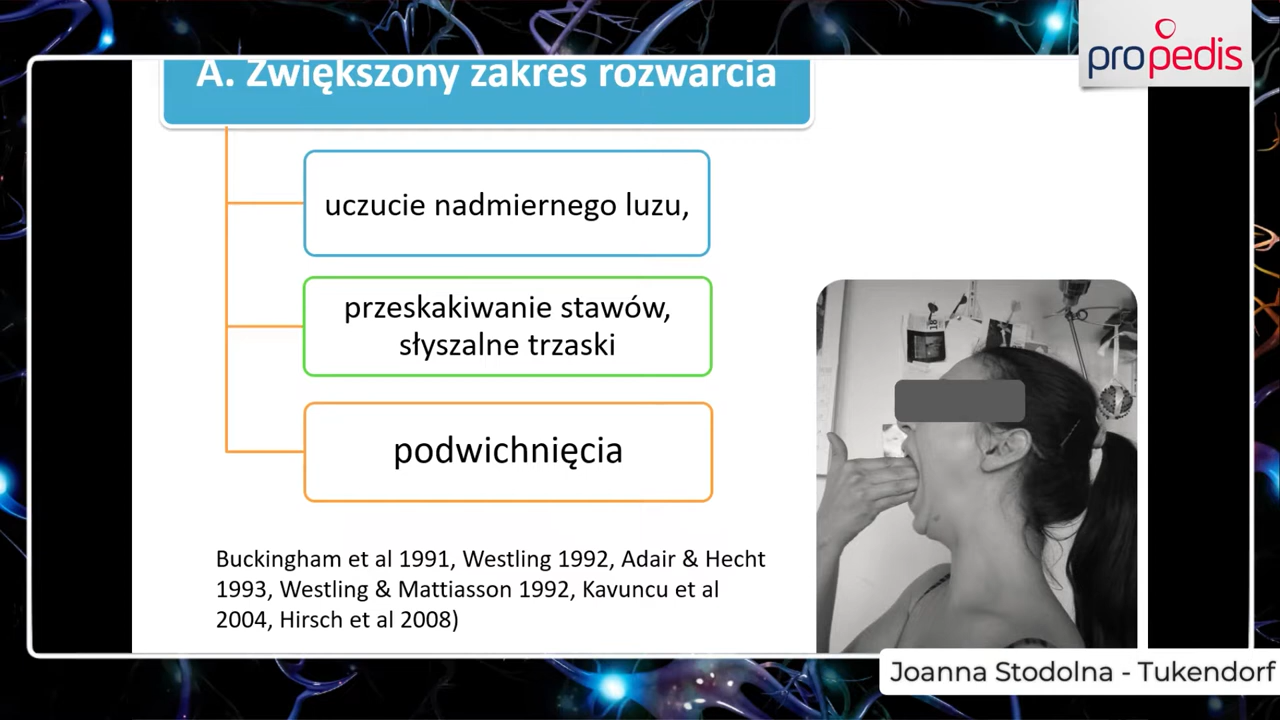 propedis
A. Zwiększony zakres rozwarcia
uczucie nadmiernego luzu,
przeskakiwanie stawów,
słyszalne trzaski
podwichnięcia
Buckingham et al 1991, Westling 1992, Adair & Hecht
1993, Westling & Mattiasson 1992, Kavuncu et al
2004, Hirsch et al 2008)
Joanna Stodolna - Tukendorf